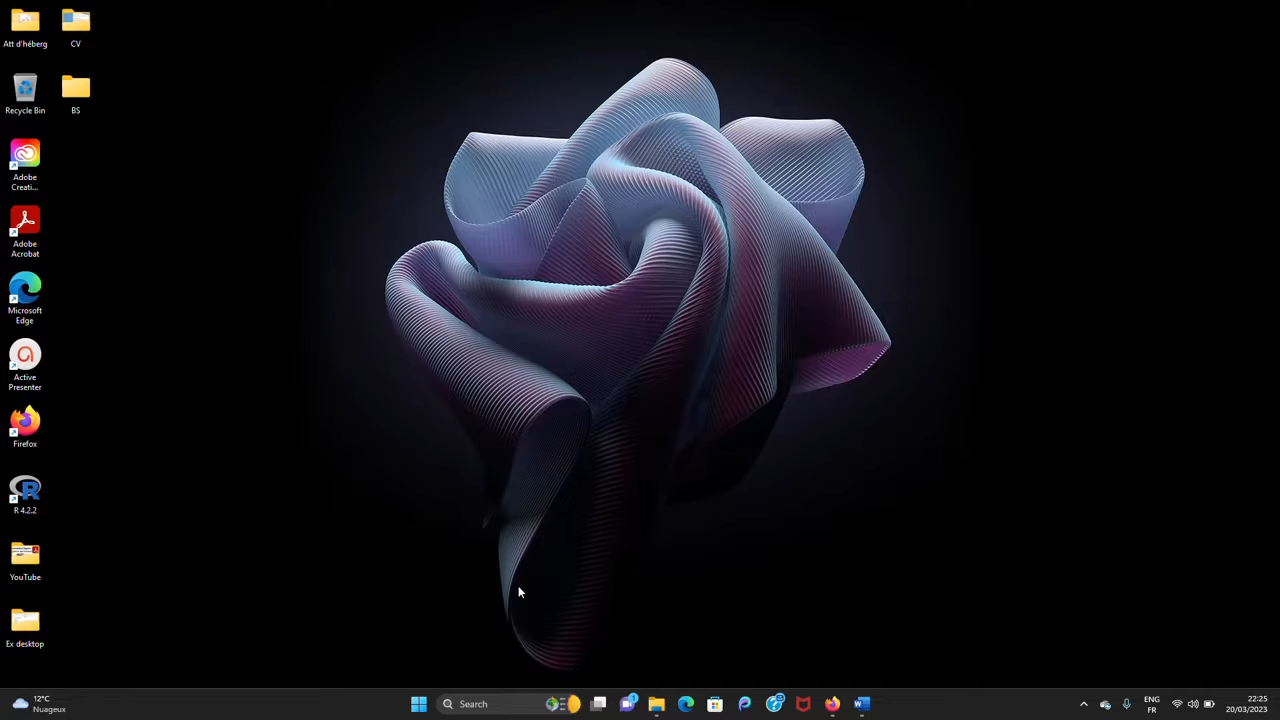 Att d'héberg
CV
Recycle Bin
BS
Adobe
Creati...
Adobe
Acrobat
Microsoft
Edge
Active
Presenter
Firefox
R 4.2.2
YouTube
Ex desktop
12°C
Nuageux
Search
1
ENG
FR
22:25
20/03/2023